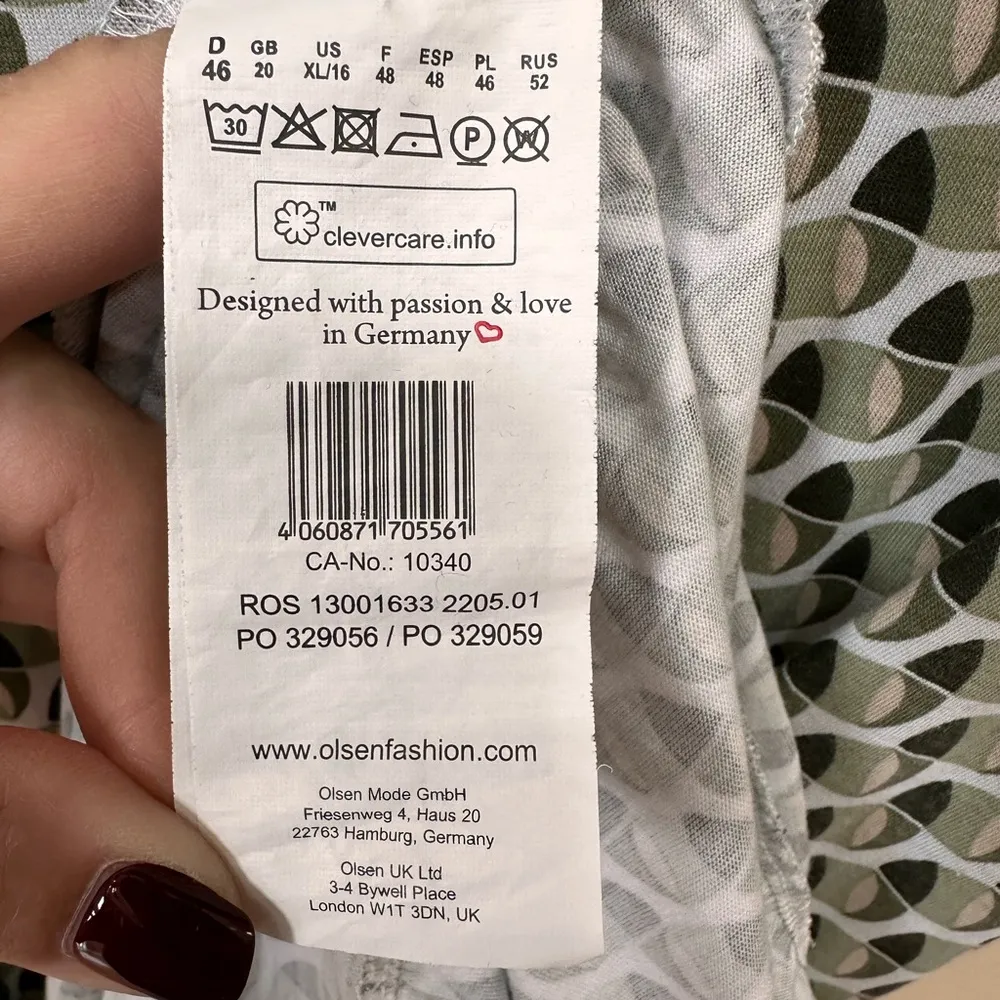 D GB US F ESP PL RUS
46 20 XL/16 48 48 46 52
30 P W
TM
clevercare.info
Designed with passion & love
in Germany
4 060871 705561
CA-No.: 10340
ROS 13001633 2205.01
PO 329056 / PO 329059
www.olsenfashion.com
Olsen Mode GmbH
Friesenweg 4, Haus 20
22763 Hamburg, Germany
Olsen UK Ltd
3-4 Bywell Place
London W1T 3DN, UK